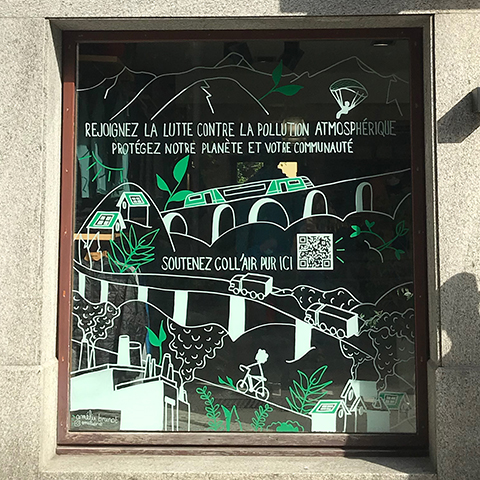 REJOIGNEZ LA LUTTE CONTRE LA POLLUTION ATMOSPHÉRIQUE
PROTÉGEZ NOTRE PLANÈTE ET VOTRE COMMUNAUTÉ
SOUTENEZ COLL'AIR PUR ICI